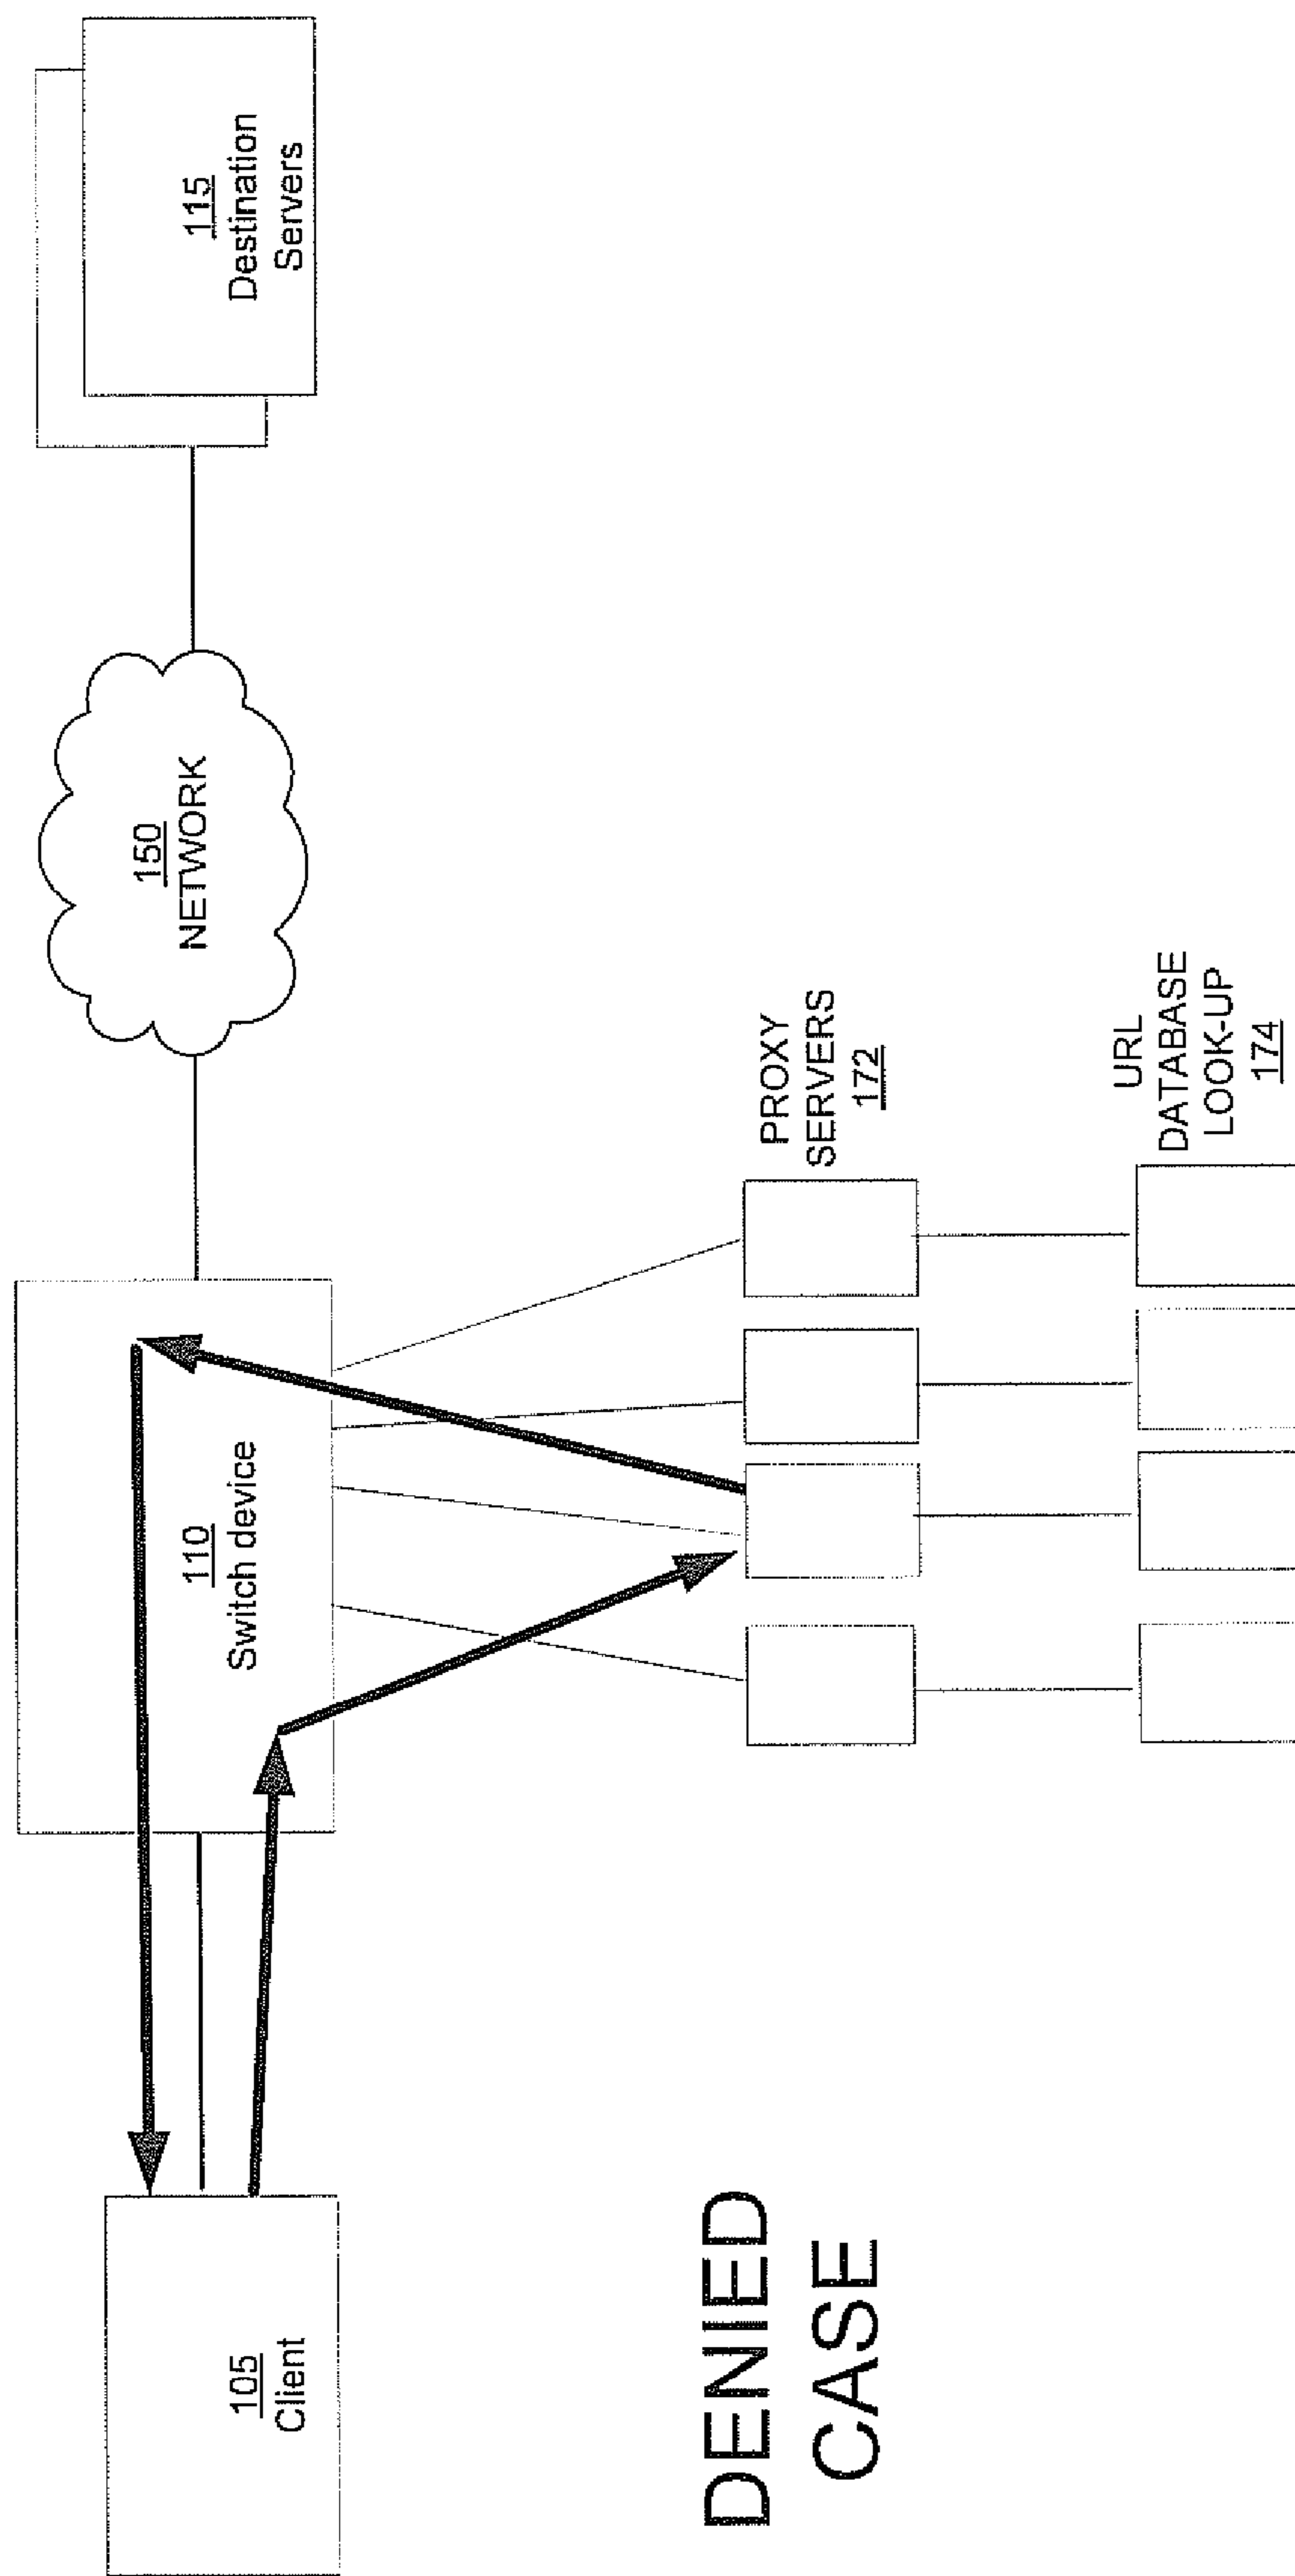 105
Client
110
Switch device
150
NETWORK
115
Destination
Servers
PROXY
SERVERS
172
URL
DATABASE
LOOK-UP
174
DENIED
CASE